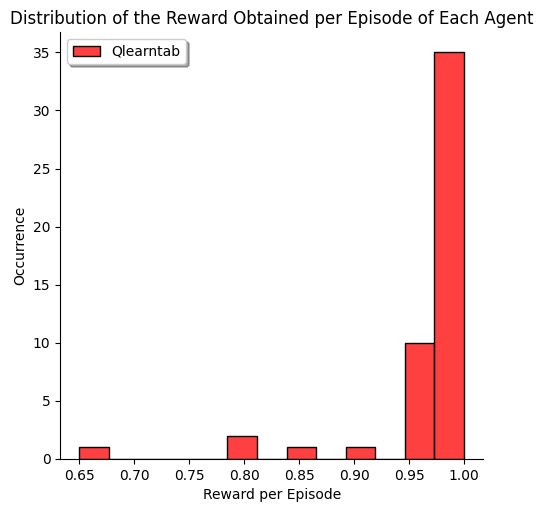 Distribution of the Reward Obtained per Episode of Each Agent
Qlearntab
35
30
25
20
15
10
5
0
Occurrence
0.65 0.70 0.75 0.80 0.85 0.90 0.95 1.00
Reward per Episode